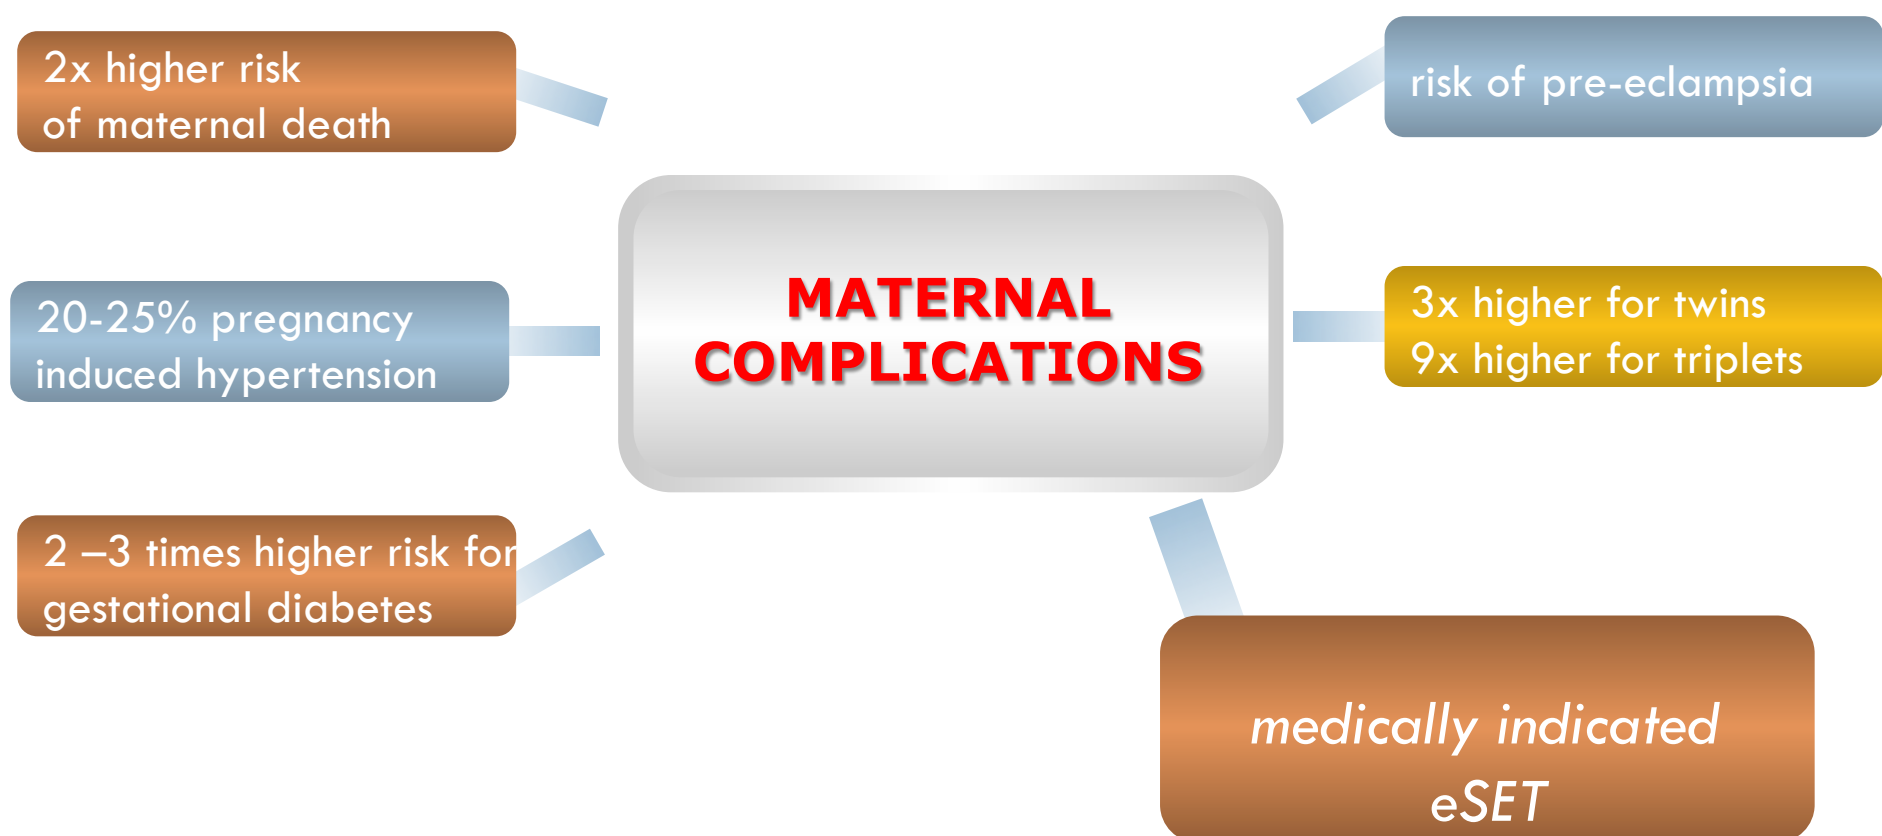 2x higher risk
of maternal death
20-25% pregnancy
induced hypertension
2 –3 times higher risk for
gestational diabetes
MATERNAL
COMPLICATIONS
risk of pre-eclampsia
3x higher for twins
9x higher for triplets
medically indicated
eSET